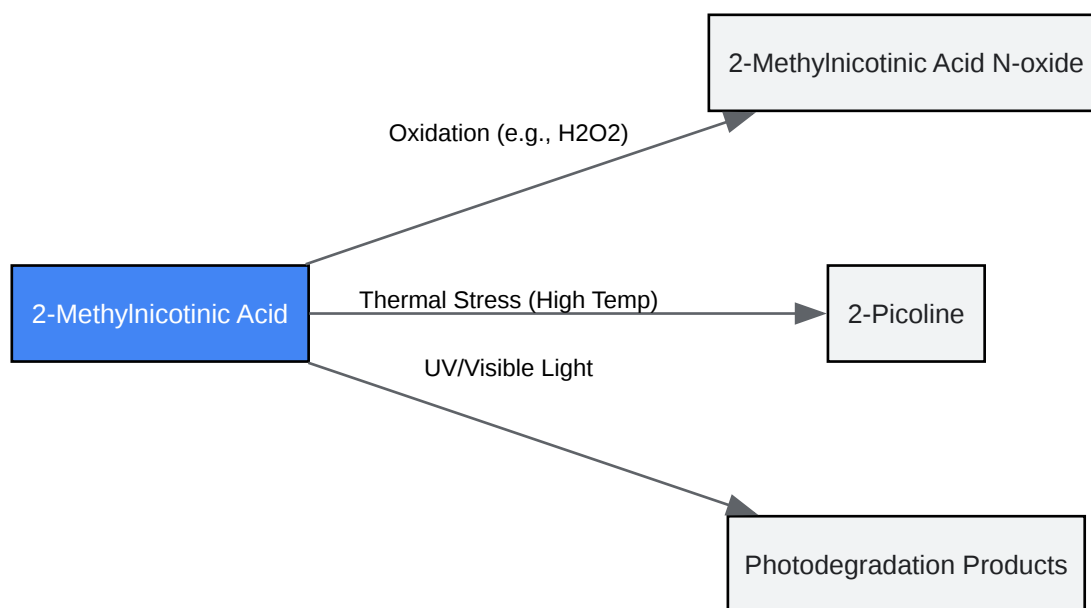 2-Methylnicotinic Acid N-oxide
Oxidation (e.g., H2O2)
2-Methylnicotinic Acid
Thermal Stress (High Temp)
2-Picoline
UV/Visible Light
Photodegradation Products